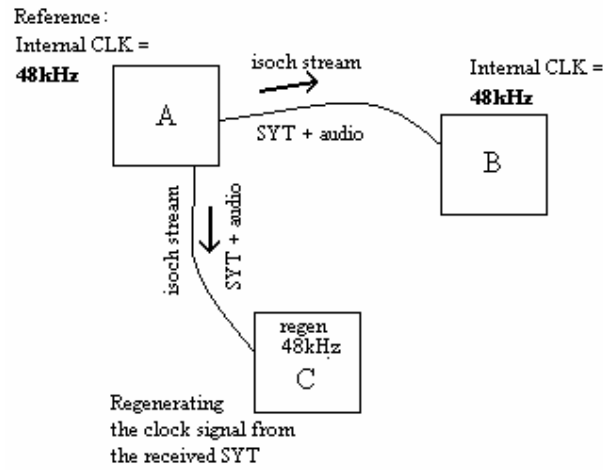 Reference:
Internal CLK =
48kHz
A
isoch stream
SYT + audio
Internal CLK =
48kHz
B
isoch stream
SYT + audio
regen
48kHz
C
Regenerating
the clock signal from
the received SYT